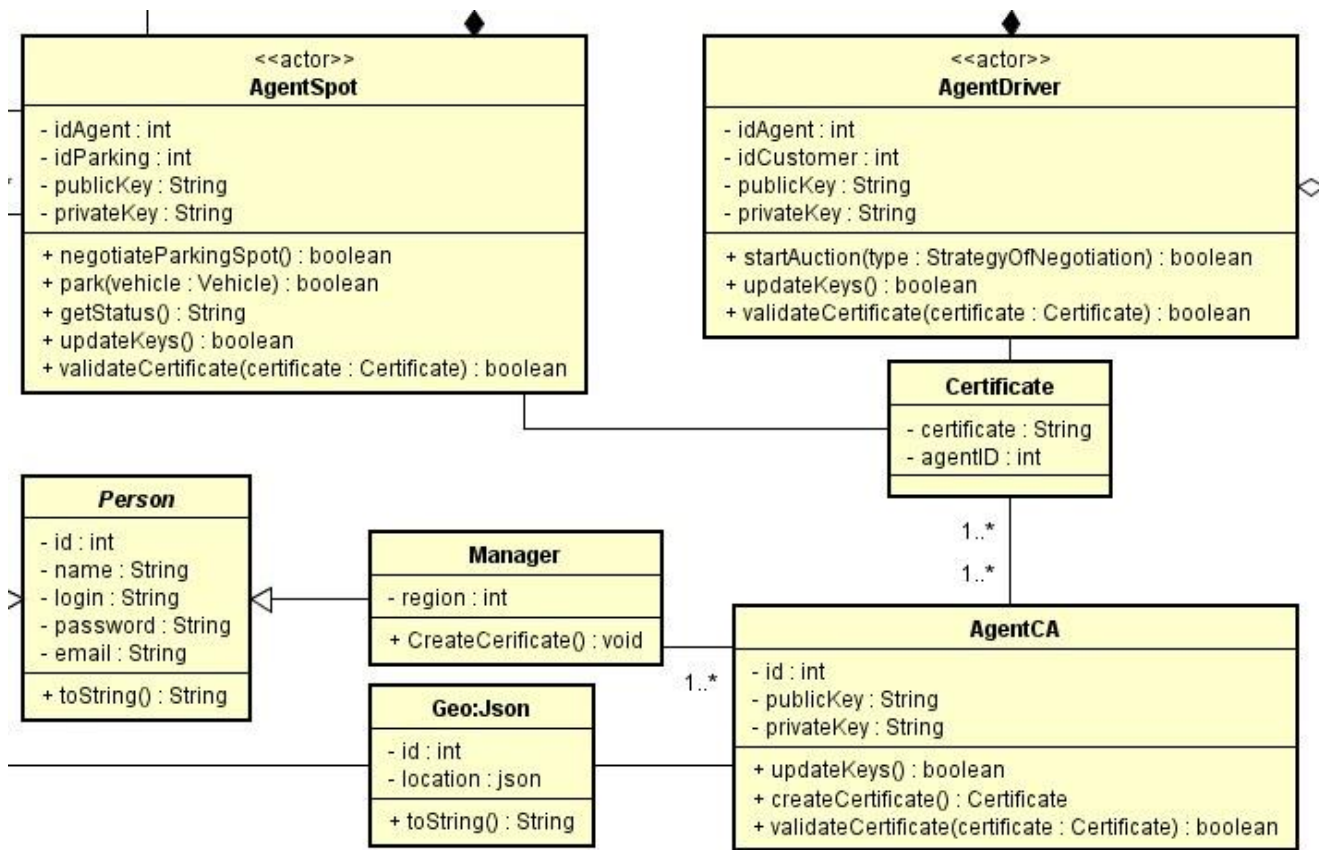 <<actor>>
AgentSpot
- idAgent : int
- idParking : int
- publicKey : String
- privateKey : String
+ negotiateParkingSpot() : boolean
+ park(vehicle : Vehicle) : boolean
+ getStatus() : String
+ updateKeys() : boolean
+ validateCertificate(certificate : Certificate) : boolean
<<actor>>
AgentDriver
- idAgent : int
- idCustomer : int
- publicKey : String
- privateKey : String
+ startAuction(type : StrategyOfNegotiation) : boolean
+ updateKeys() : boolean
+ validateCertificate(certificate : Certificate) : boolean
Certificate
- certificate : String
- agentID : int
1..*
1..*
Person
- id : int
- name : String
- login : String
- password : String
- email : String
+ toString() : String
Manager
- region : int
+ CreateCerificate() : void
1..*
Geo:Json
- id : int
- location : json
+ toString() : String
AgentCA
- id : int
- publicKey : String
- privateKey : String
+ updateKeys() : boolean
+ createCertificate() : Certificate
+ validateCertificate(certificate : Certificate) : boolean